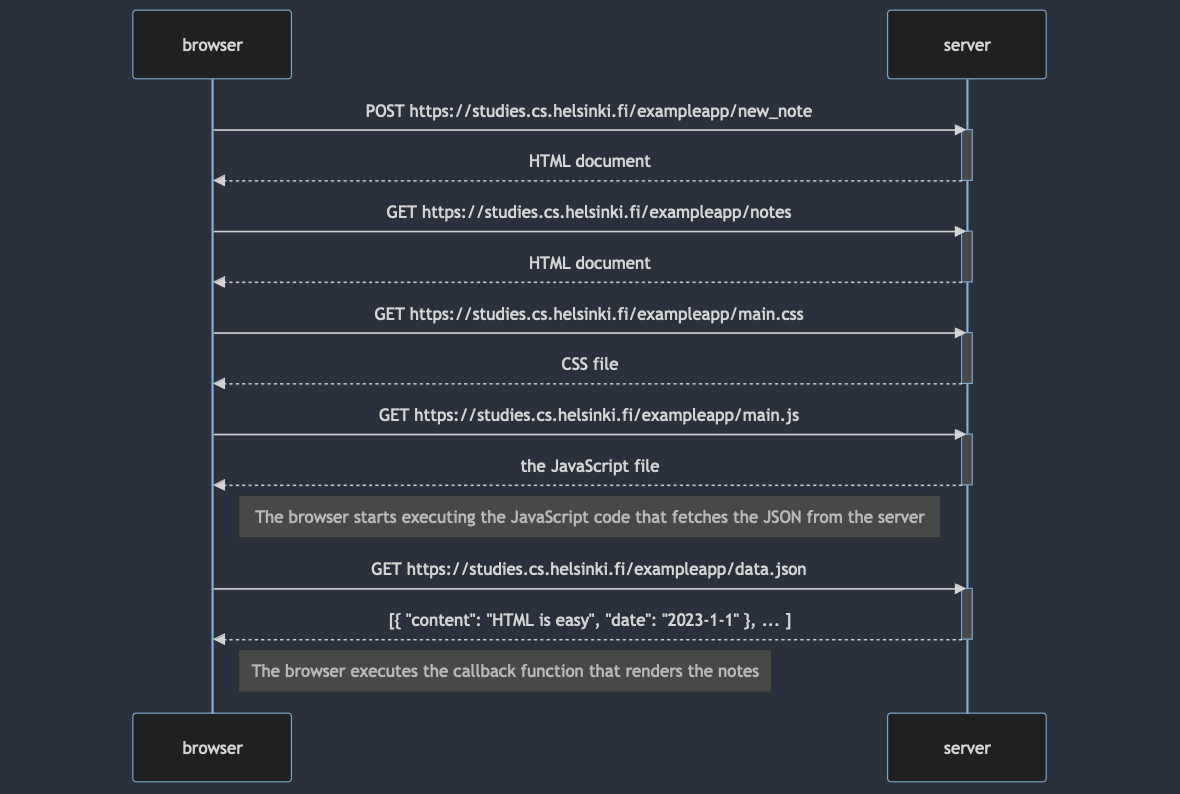 browser
server
POST https://studies.cs.helsinki.fi/exampleapp/new_note
HTML document
GET https://studies.cs.helsinki.fi/exampleapp/notes
HTML document
GET https://studies.cs.helsinki.fi/exampleapp/main.css
CSS file
GET https://studies.cs.helsinki.fi/exampleapp/main.js
the JavaScript file
The browser starts executing the JavaScript code that fetches the JSON from the server
GET https://studies.cs.helsinki.fi/exampleapp/data.json
[{ "content": "HTML is easy", "date": "2023-1-1" }, ... ]
The browser executes the callback function that renders the notes
browser
server